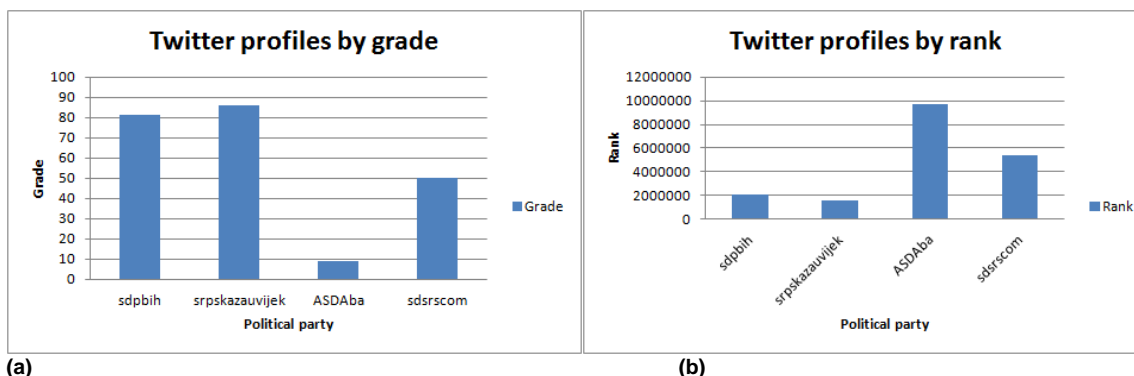 Twitter profiles by grade
100
90
80
70
60
50
40
30
20
10
0
Grade
sdpbih srpskazauvijek ASDAba sdsrscom
Political party
Grade
(a)
Twitter profiles by rank
12000000
10000000
8000000
6000000
4000000
2000000
0
Rank
sdpbih srpskazauvijek ASDAba sdsrscom
Political party
Rank
(b)